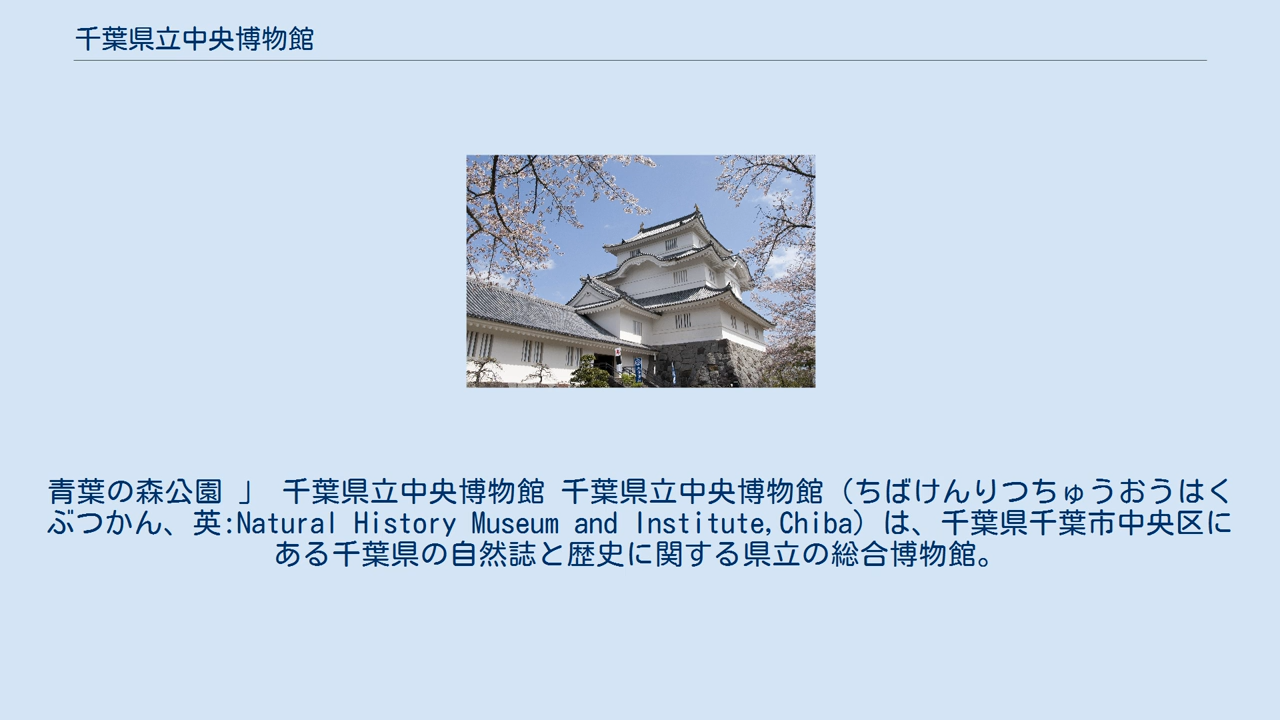 千葉県立中央博物館
青葉の森公園 」 千葉県立中央博物館 千葉県立中央博物館（ちばけんりつちゅうおうはく
ぶつかん、英:Natural History Museum and Institute,Chiba）は、千葉県千葉市中央区に
ある千葉県の自然誌と歴史に関する県立の総合博物館。